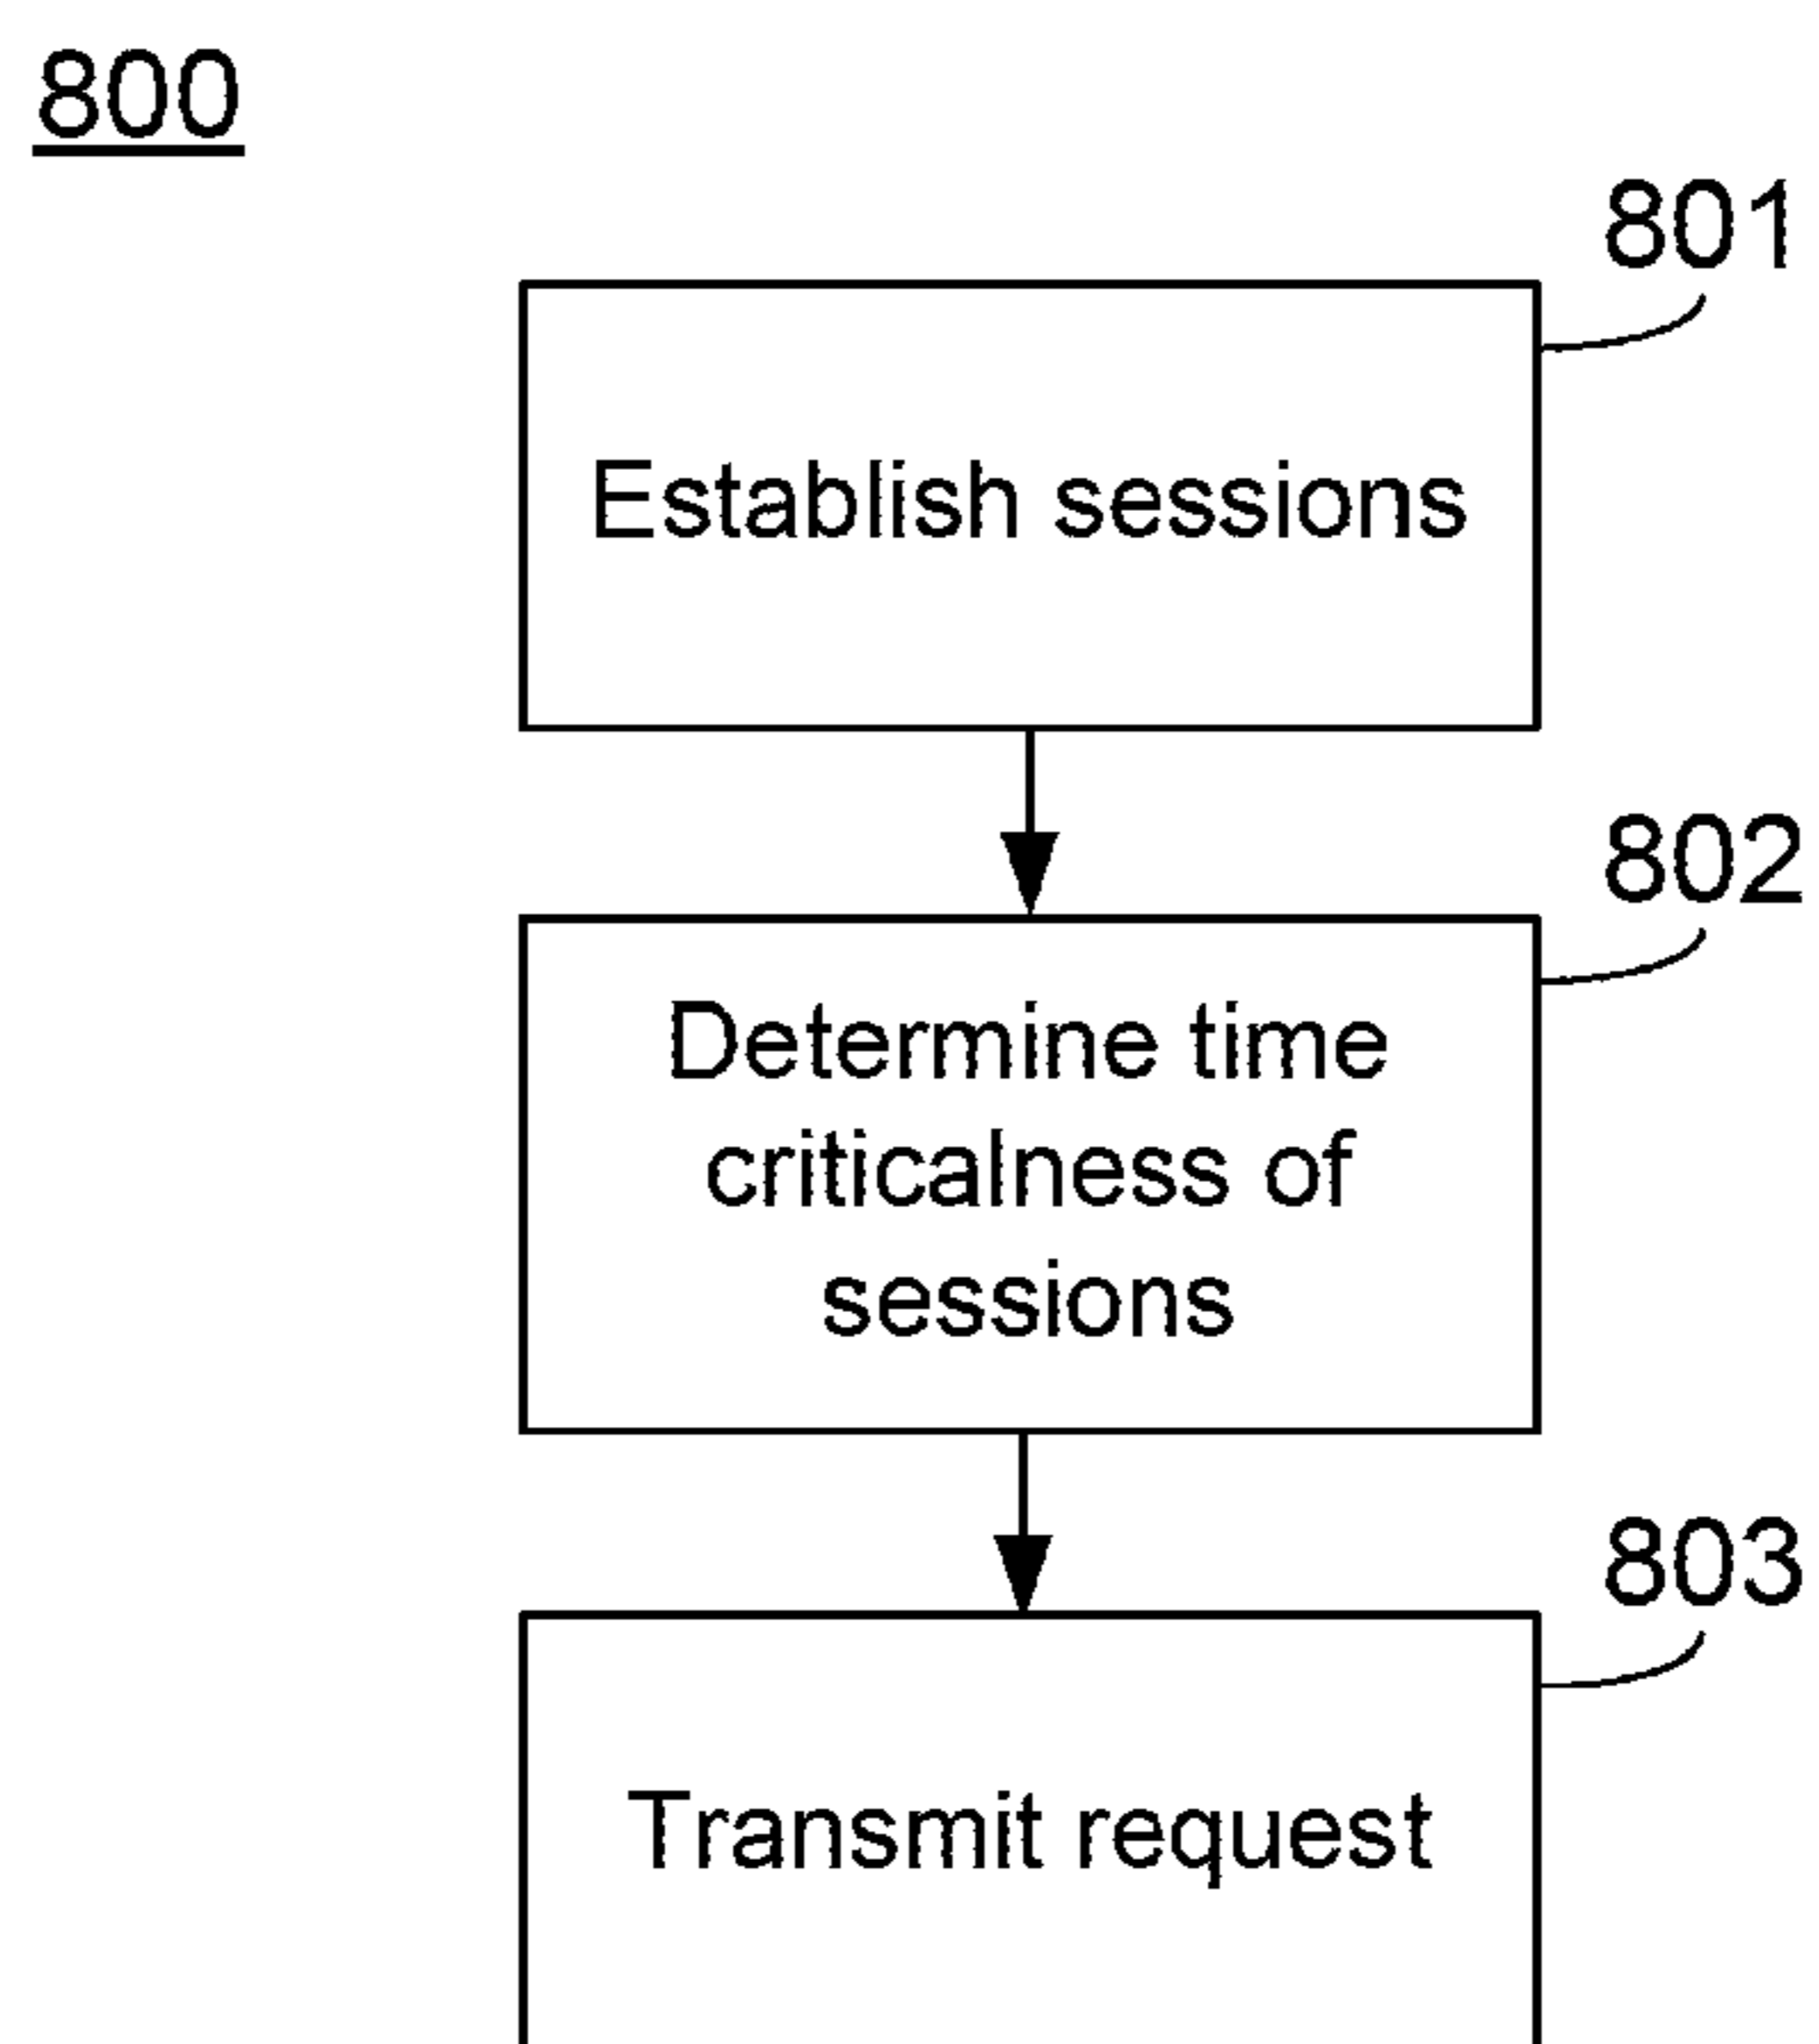 800
801
Establish sessions
802
Determine time
criticalness of
sessions
803
Transmit request